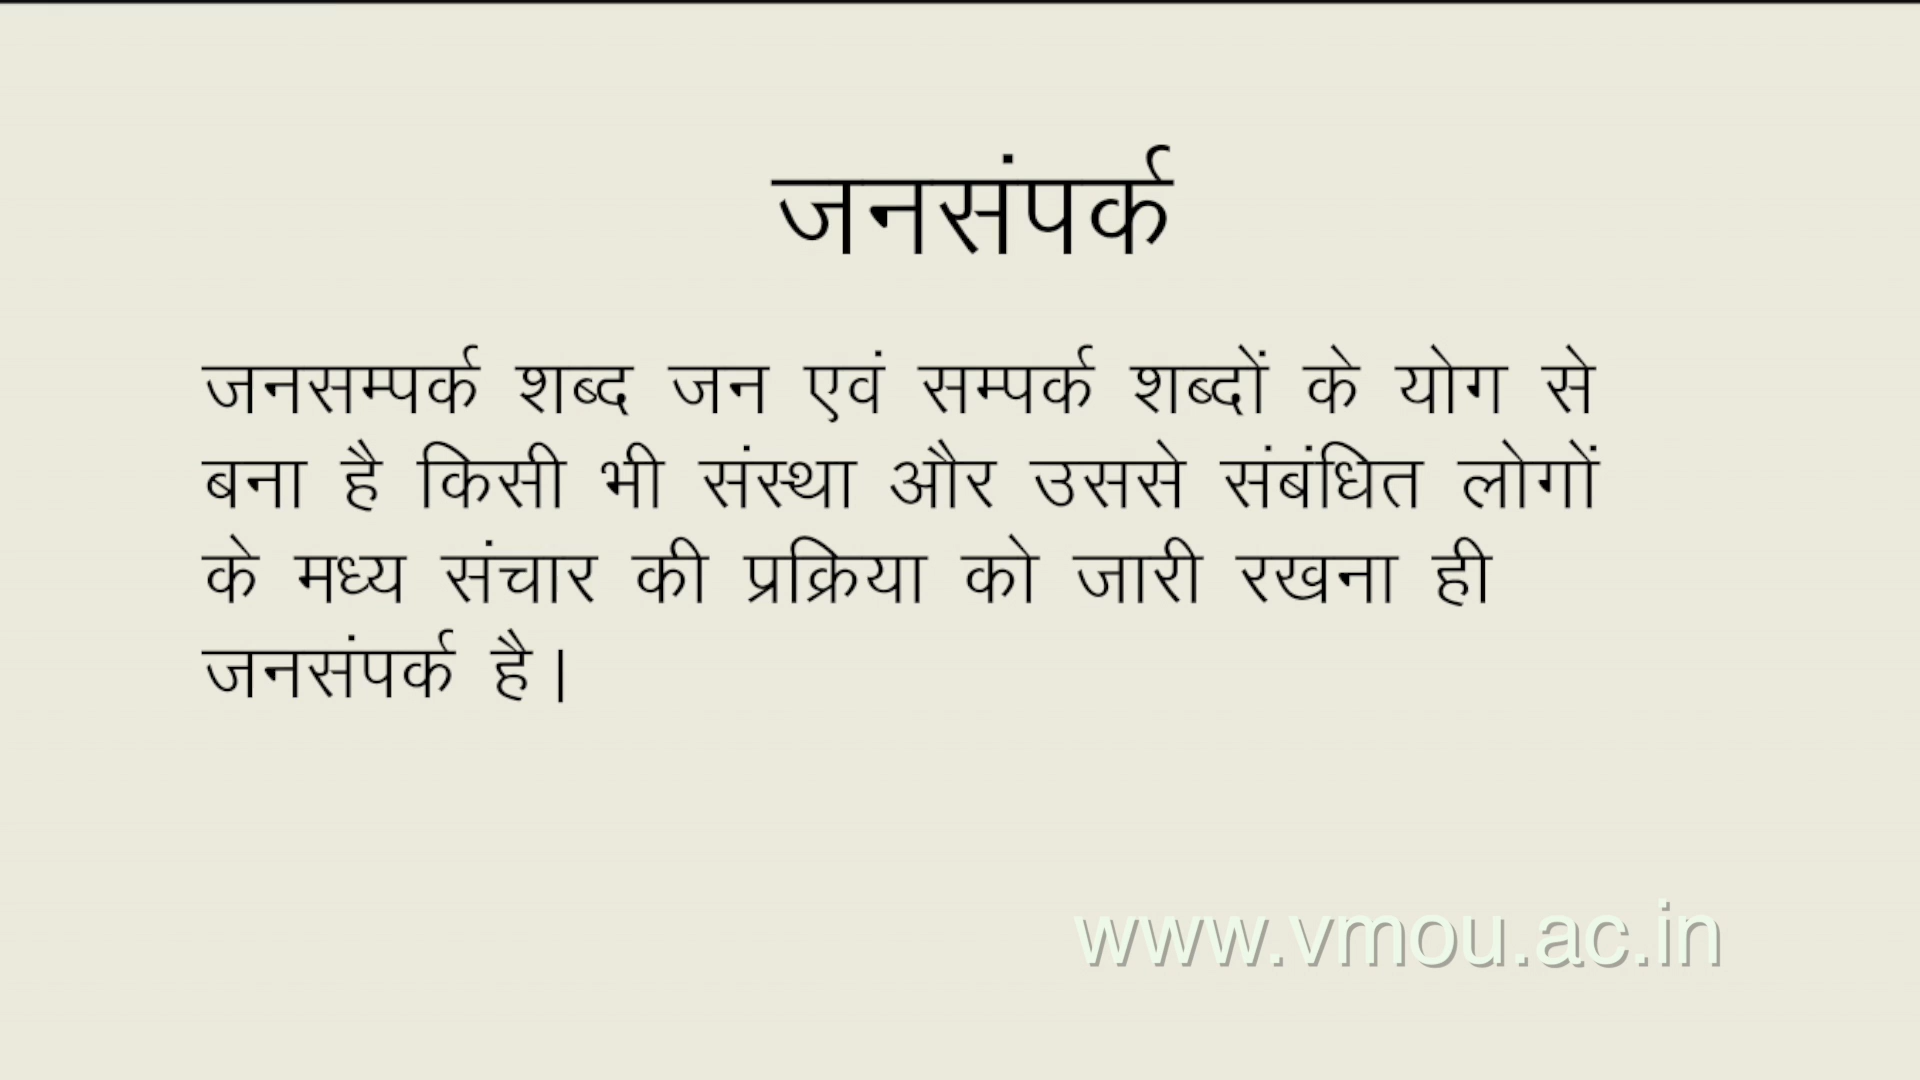 जनसंपर्क
जनसम्पर्क शब्द जन एवं सम्पर्क शब्दों के योग से
बना है किसी भी संस्था और उससे संबंधित लोगों
के मध्य संचार की प्रक्रिया को जारी रखना ही
जनसंपर्क है।
www.vmou.ac.in